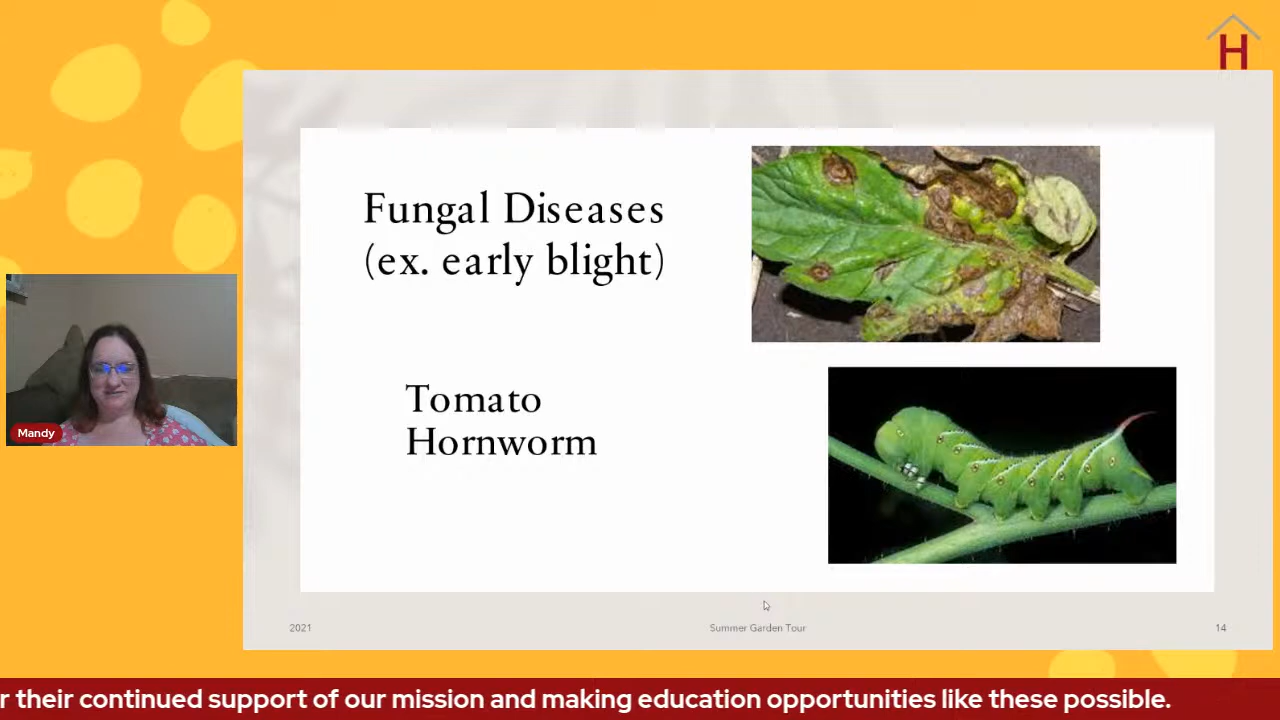 H
Fungal Diseases
(ex. early blight)
Tomato
Hornworm
Mandy
2021
Summer Garden Tour
14
r their continued support of our mission and making education opportunities like these possible.